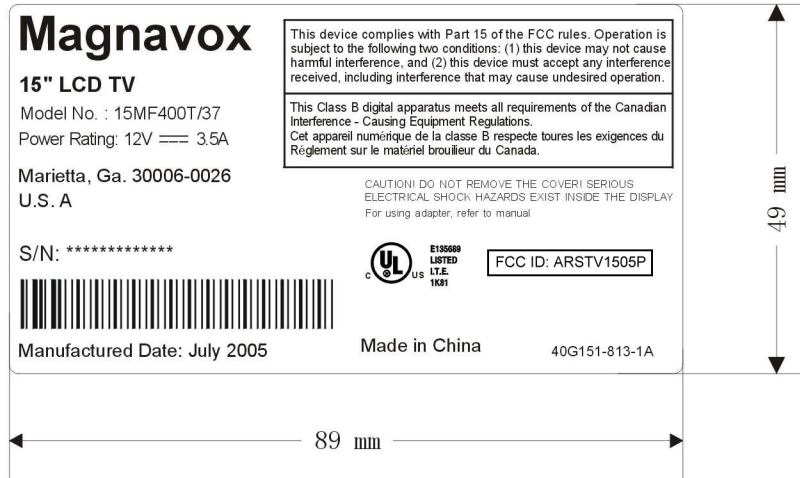 Magnavox
15" LCD TV
Model No. : 15MF400T/37
Power Rating: 12V ⎓ 3.5A
Marietta, Ga. 30006-0026
U.S. A
S/N: *************
Manufactured Date: July 2005
This device complies with Part 15 of the FCC rules. Operation is
subject to the following two conditions: (1) this device may not cause
harmful interference, and (2) this device must accept any interference
received, including interference that may cause undesired operation.
This Class B digital apparatus meets all requirements of the Canadian
Interference - Causing Equipment Regulations.
Cet appareil numérique de la classe B respecte toures les exigences du
Réglement sur le matériel brouilieur du Canada.
CAUTION! DO NOT REMOVE THE COVER! SERIOUS
ELECTRICAL SHOCK HAZARDS EXIST INSIDE THE DISPLAY
For using adapter, refer to manual
C UL US
®
E135689
LISTED
I.T.E.
1K81
FCC ID: ARSTV1505P
Made in China
40G151-813-1A
49 mm
89 mm